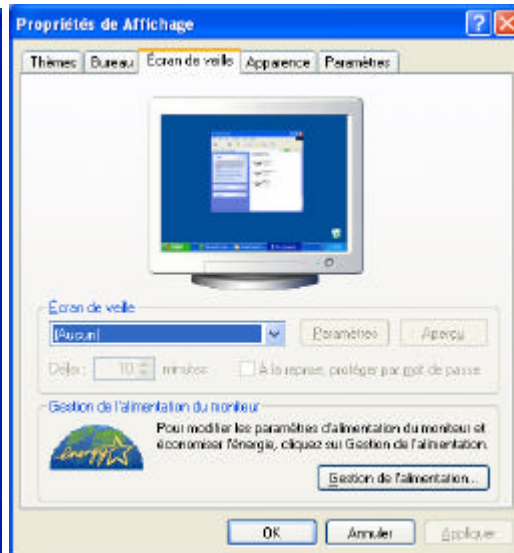 Propriétés de Affichage
Thèmes Bureau Écran de veille Apparence Paramètres
Écran de veille
(Aucun) Paramètres Aperçu
Délai : 10 minutes À la reprise, protéger par mot de passe
Gestion de l'alimentation du moniteur
Pour modifier les paramètres d'alimentation du moniteur et
économiser l'énergie, cliquez sur Gestion de l'alimentation.
energy
Gestion de l'alimentation...
OK Annuler Appliquer